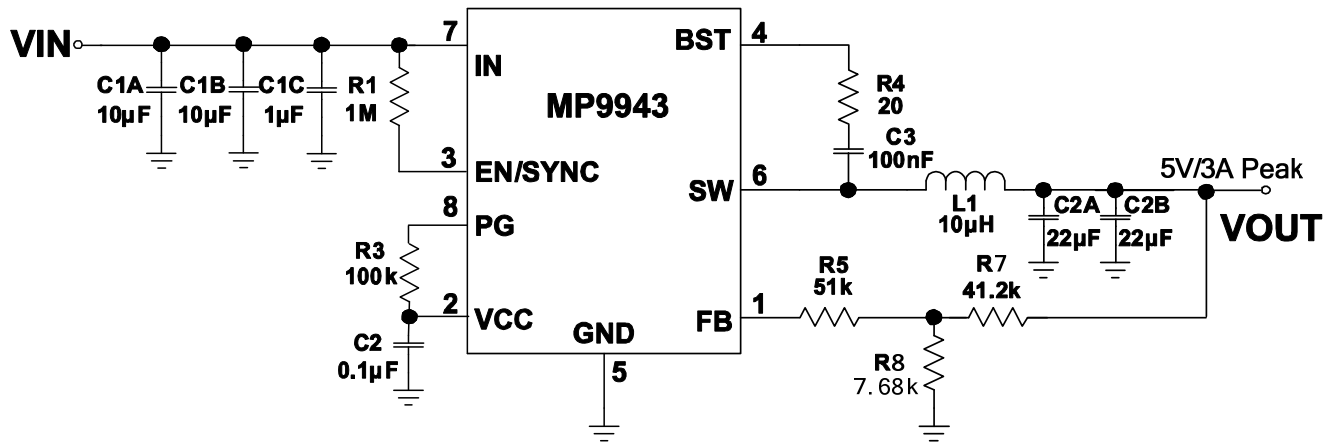 VIN
C1A
10µF
C1B
10µF
C1C
1µF
R1
1M
7
IN
3
EN/SYNC
8
PG
R3
100k
2
VCC
C2
0.1µF
MP9943
GND
5
BST
4
R4
20
C3
100nF
SW
6
L1
10µH
C2A
22µF
C2B
22µF
5V/3A Peak
VOUT
FB
1
R5
51k
R7
41.2k
R8
7.68k